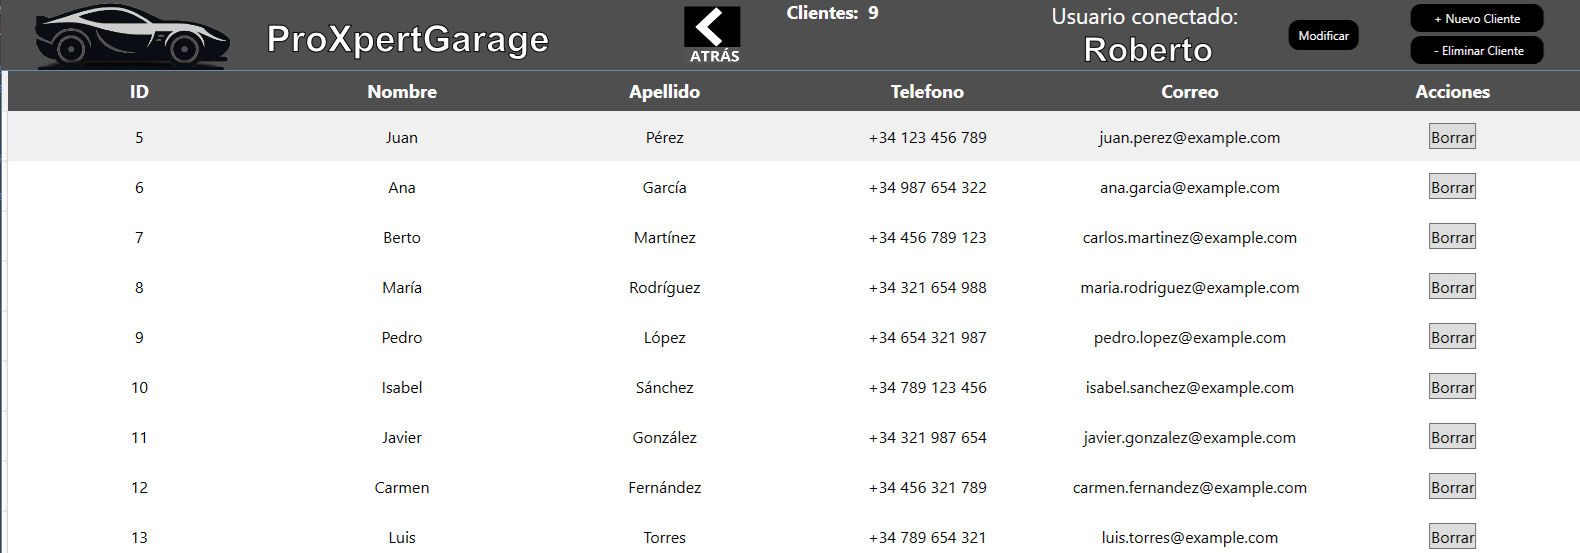 ProXpertGarage
ATRÁS
Clientes: 9
Usuario conectado:
Roberto
Modificar
+ Nuevo Cliente
- Eliminar Cliente
ID Nombre Apellido Telefono Correo Acciones
5 Juan Pérez +34 123 456 789 juan.perez@example.com Borrar
6 Ana García +34 987 654 322 ana.garcia@example.com Borrar
7 Berto Martínez +34 456 789 123 carlos.martinez@example.com Borrar
8 María Rodríguez +34 321 654 988 maria.rodriguez@example.com Borrar
9 Pedro López +34 654 321 987 pedro.lopez@example.com Borrar
10 Isabel Sánchez +34 789 123 456 isabel.sanchez@example.com Borrar
11 Javier González +34 321 987 654 javier.gonzalez@example.com Borrar
12 Carmen Fernández +34 456 321 789 carmen.fernandez@example.com Borrar
13 Luis Torres +34 789 654 321 luis.torres@example.com Borrar